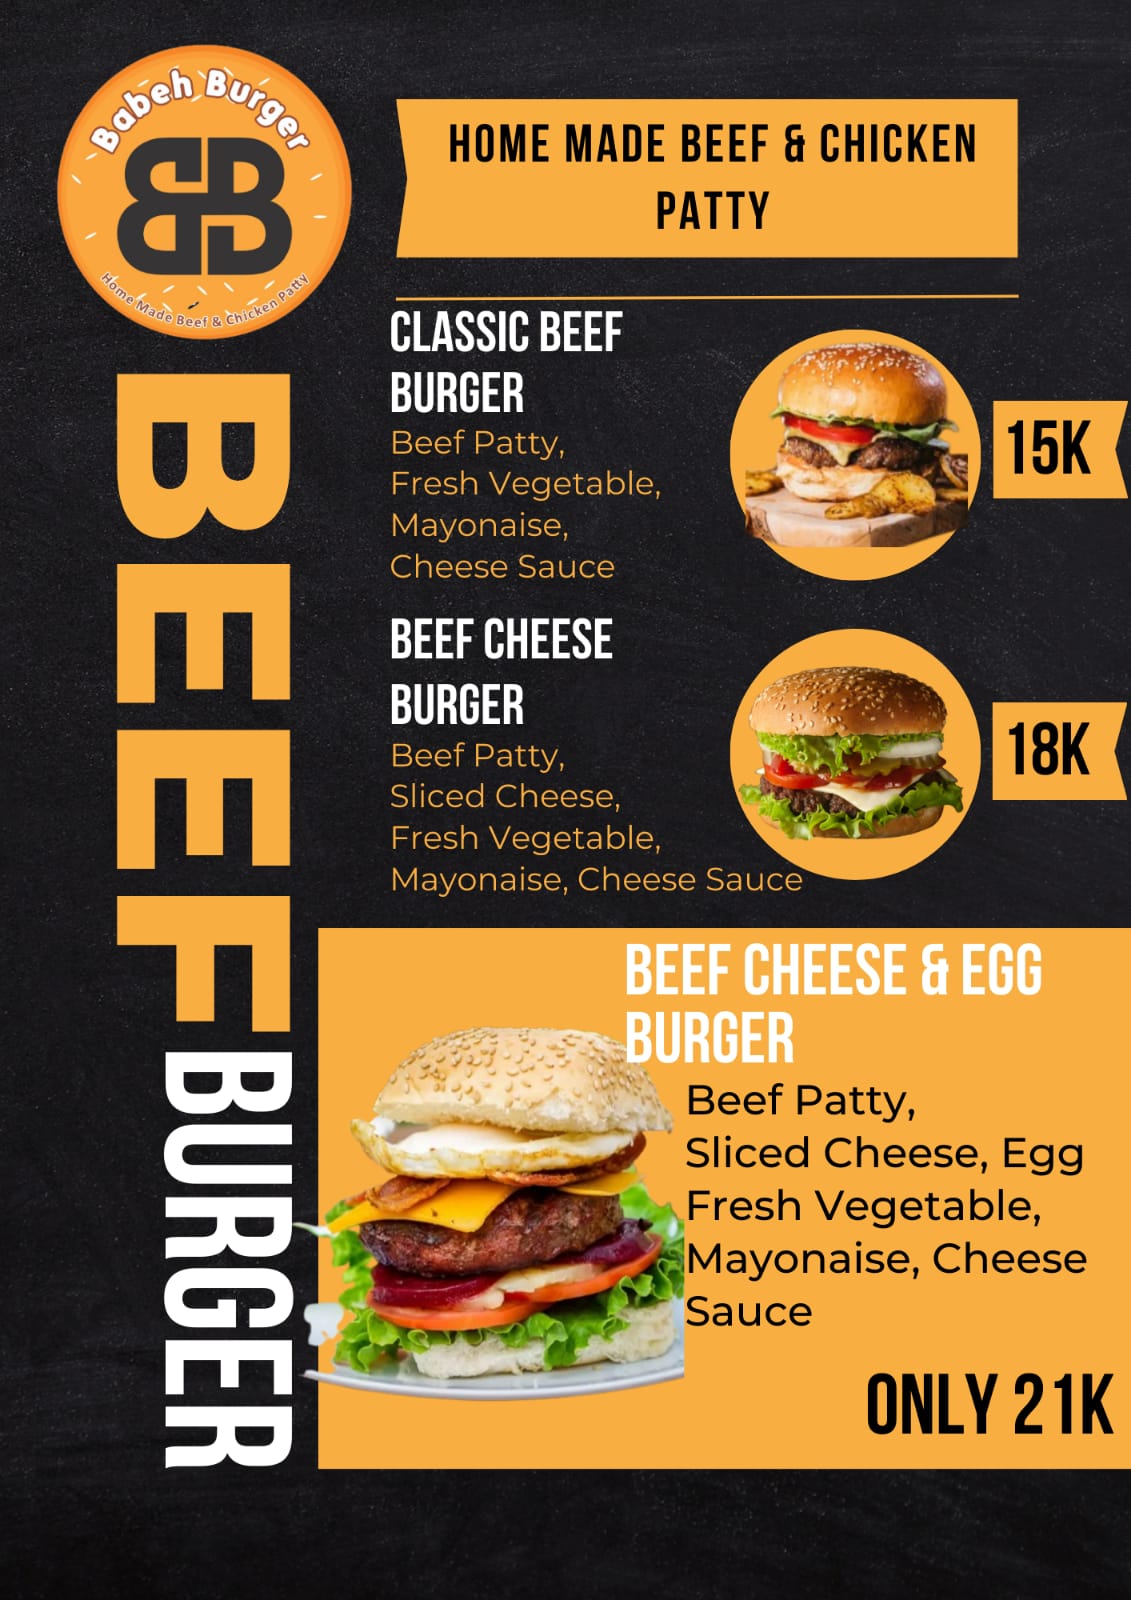 Babeh Burger
BB
Home Made Beef & Chicken Patty
HOME MADE BEEF & CHICKEN
PATTY
BEEF
BURGER
CLASSIC BEEF
BURGER
Beef Patty,
Fresh Vegetable,
Mayonaise,
Cheese Sauce
15K
BEEF CHEESE
BURGER
Beef Patty,
Sliced Cheese,
Fresh Vegetable,
Mayonaise, Cheese Sauce
18K
BEEF CHEESE & EGG
BURGER
Beef Patty,
Sliced Cheese, Egg
Fresh Vegetable,
Mayonaise, Cheese
Sauce
ONLY 21K